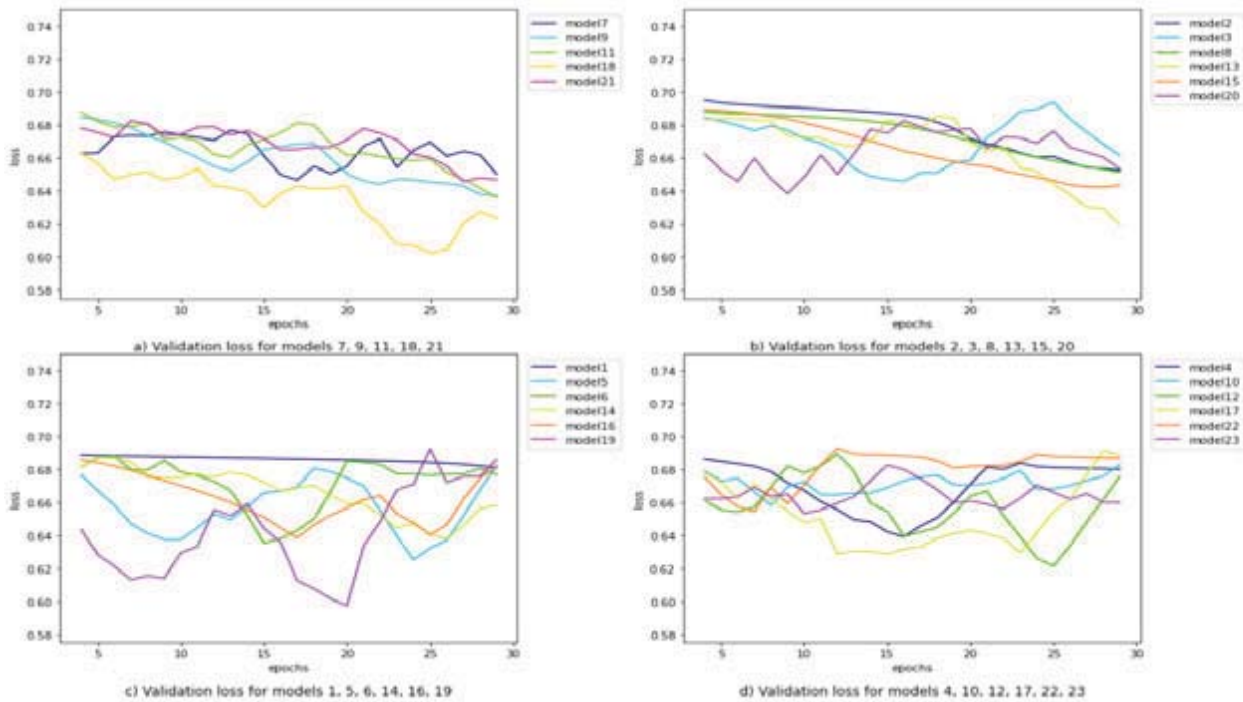 0.74
0.72
0.70
0.68
0.66
0.64
0.62
0.60
0.58
loss
5
10
15
20
25
30
epochs
model7
model9
model11
model18
model21
a) Validation loss for models 7, 9, 11, 18, 21
0.74
0.72
0.70
0.68
0.66
0.64
0.62
0.60
0.58
loss
5
10
15
20
25
30
epochs
model2
model3
model8
model13
model15
model20
b) Valdation loss for models 2, 3, 8, 13, 15, 20
0.74
0.72
0.70
0.68
0.66
0.64
0.62
0.60
0.58
loss
5
10
15
20
25
30
epochs
model1
model5
model6
model14
model16
model19
c) Validation loss for models 1, 5, 6, 14, 16, 19
0.74
0.72
0.70
0.68
0.66
0.64
0.62
0.60
0.58
loss
5
10
15
20
25
30
epochs
model4
model10
model12
model17
model22
model23
d) Validation loss for models 4, 10, 12, 17, 22, 23